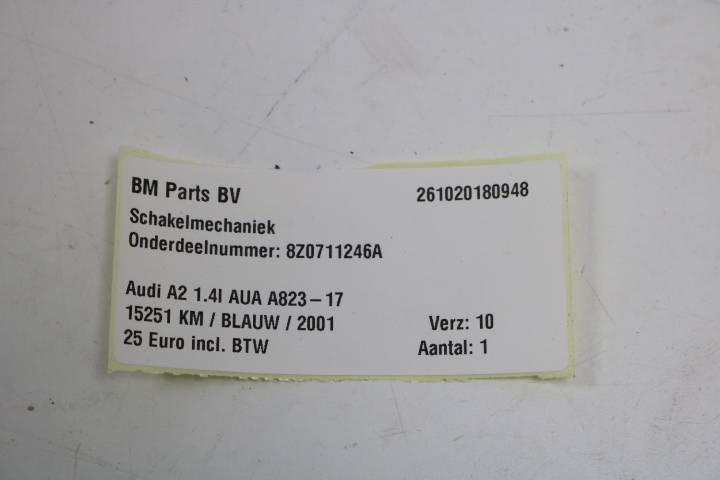 BM Parts BV 261020180948
Schakelmechaniek
Onderdeelnummer: 8Z0711246A
Audi A2 1.4I AUA A823-17
15251 KM / BLAUW / 2001 Verz: 10
25 Euro incl. BTW Aantal: 1